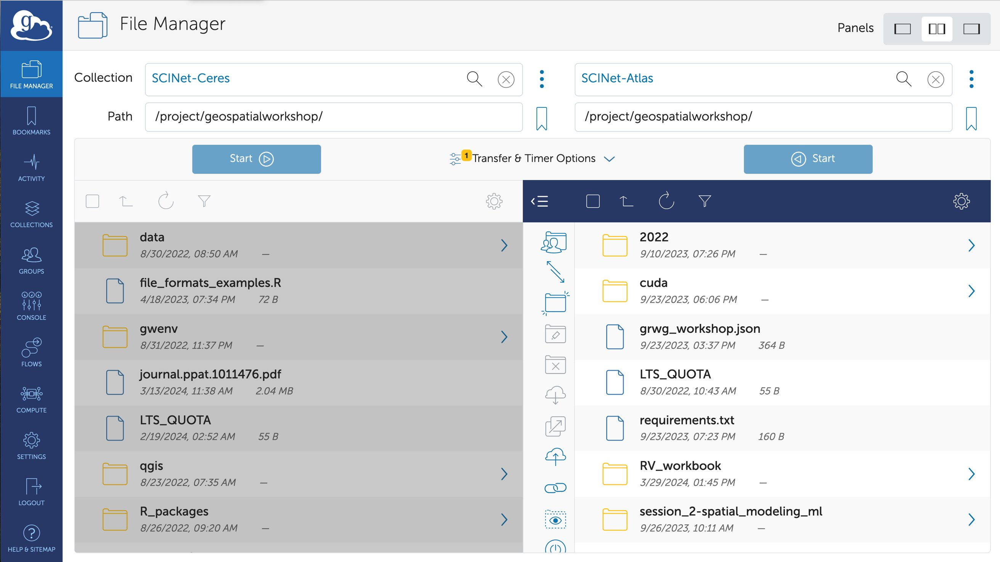 g
File Manager
Panels
FILE MANAGER
BOOKMARKS
ACTIVITY
COLLECTIONS
GROUPS
CONSOLE
FLOWS
COMPUTE
SETTINGS
LOGOUT
HELP & SITEMAP
Collection
SCINet-Ceres
SCINet-Atlas
Path
/project/geospatialworkshop/
/project/geospatialworkshop/
Start
1 Transfer & Timer Options
Start
data
8/30/2022, 08:50 AM —
file_formats_examples.R
4/18/2023, 07:34 PM 72 B
gwenv
8/31/2022, 11:37 PM —
journal.ppat.1011476.pdf
3/13/2024, 11:38 AM 2.04 MB
LTS_QUOTA
2/19/2024, 02:52 AM 55 B
qgis
8/23/2022, 07:35 AM —
R_packages
8/26/2022, 09:20 AM —
2022
9/10/2023, 07:26 PM —
cuda
9/23/2023, 06:06 PM —
grwg_workshop.json
9/23/2023, 03:37 PM 364 B
LTS_QUOTA
8/30/2022, 10:43 AM 55 B
requirements.txt
9/23/2023, 07:23 PM 160 B
RV_workbook
3/29/2024, 01:45 PM —
session_2-spatial_modeling_ml
9/26/2023, 10:11 AM —